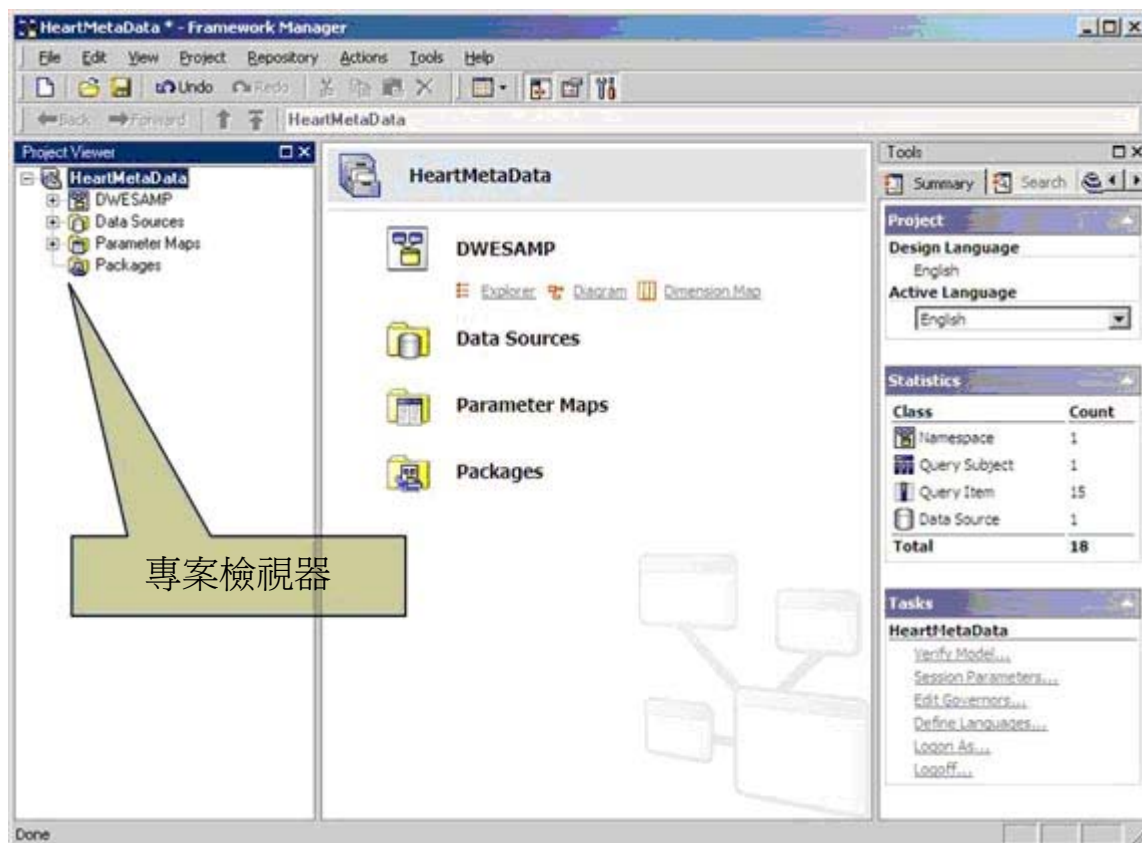 HeartMetaData * - Framework Manager
File Edit View Project Repository Actions Tools Help
Undo Redo
Back Forward HeartMetaData
Project Viewer
HeartMetaData
DWESAMP
Data Sources
Parameter Maps
Packages
專案檢視器
HeartMetaData
DWESAMP
Explorer Diagram Dimension Map
Data Sources
Parameter Maps
Packages
Tools
Summary Search
Project
Design Language
English
Active Language
English
Statistics
Class Count
Namespace 1
Query Subject 1
Query Item 15
Data Source 1
Total 18
Tasks
HeartMetaData
Verify Model...
Session Parameters...
Edit Governors...
Define Languages...
Logon As...
Logoff...
Done